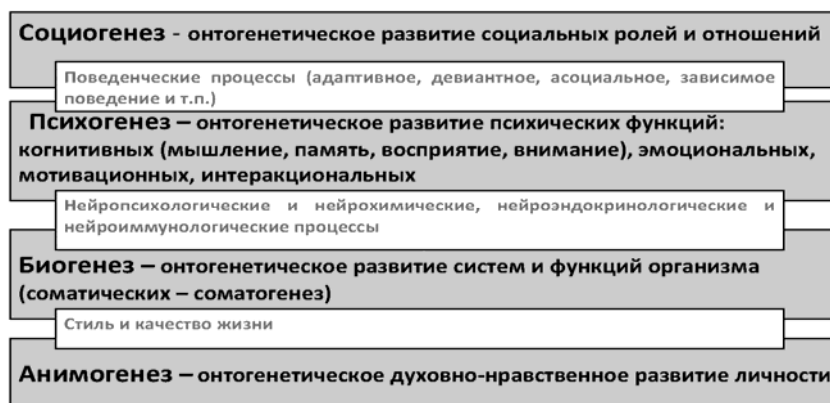 Социогенез - онтогенетическое развитие социальных ролей и отношений
Поведенческие процессы (адаптивное, девиантное, асоциальное, зависимое
поведение и т.п.)
Психогенез – онтогенетическое развитие психических функций:
когнитивных (мышление, память, восприятие, внимание), эмоциональных,
мотивационных, интеракциональных
Нейропсихологические и нейрохимические, нейроэндокринологические и
нейроиммунологические процессы
Биогенез – онтогенетическое развитие систем и функций организма
(соматических – соматогенез)
Стиль и качество жизни
Анимогенез – онтогенетическое духовно-нравственное развитие личности